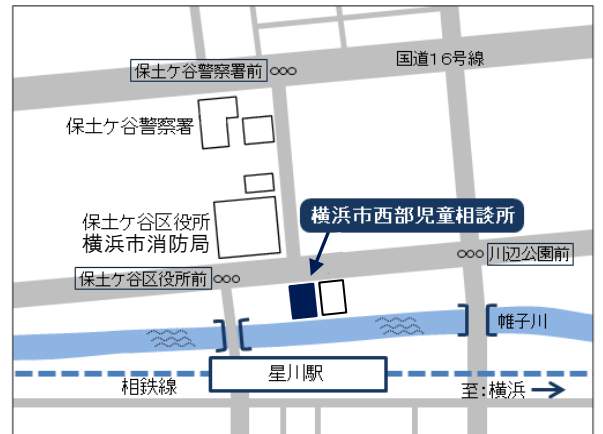 国道16号線
保土ケ谷警察署前
保土ケ谷警察署
横浜市西部児童相談所
保土ケ谷区役所
横浜市消防局
川辺公園前
保土ケ谷区役所前
帷子川
星川駅
相鉄線
至:横浜